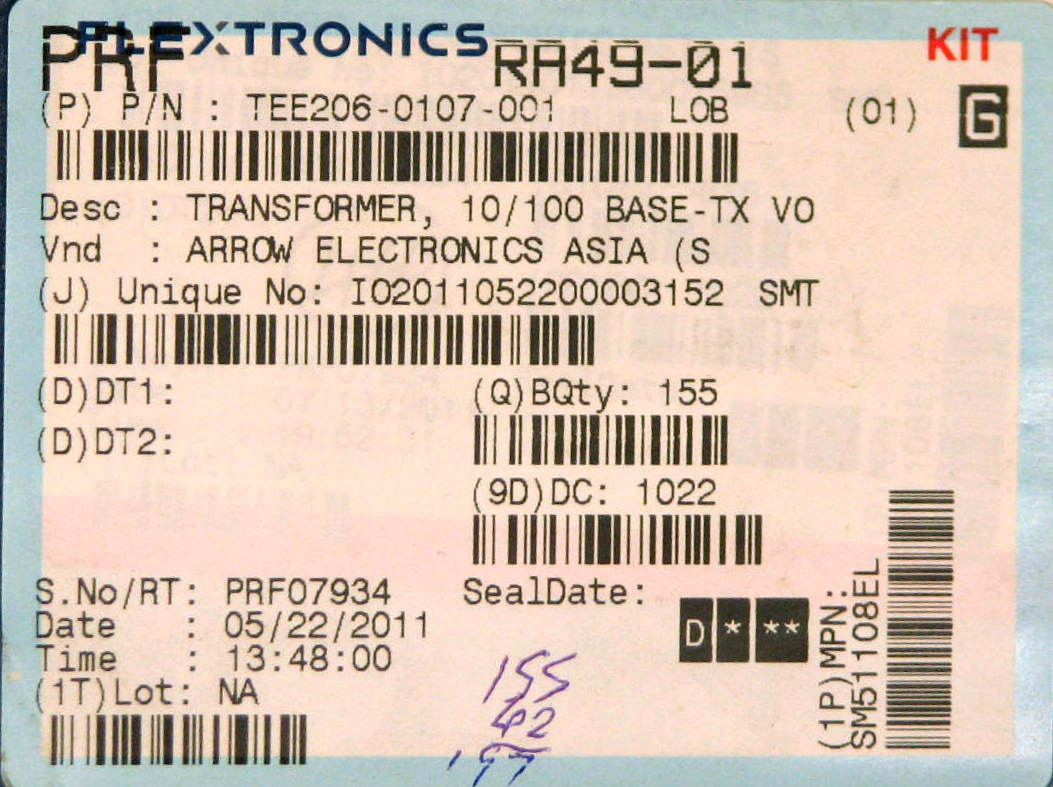 FLEXTRONICS KIT
PRF RA49-01
(P) P/N : TEE206-0107-001 LOB (01) G
Desc : TRANSFORMER, 10/100 BASE-TX VO
Vnd : ARROW ELECTRONICS ASIA (S
(J) Unique No: IO2011052200003152 SMT
(D)DT1: (Q)BQty: 155
(D)DT2:
(9D)DC: 1022
S.No/RT: PRF07934 SealDate:
Date : 05/22/2011 D * **
Time : 13:48:00
(1T)Lot: NA
(1P)MPN:
SM51108EL
155
42